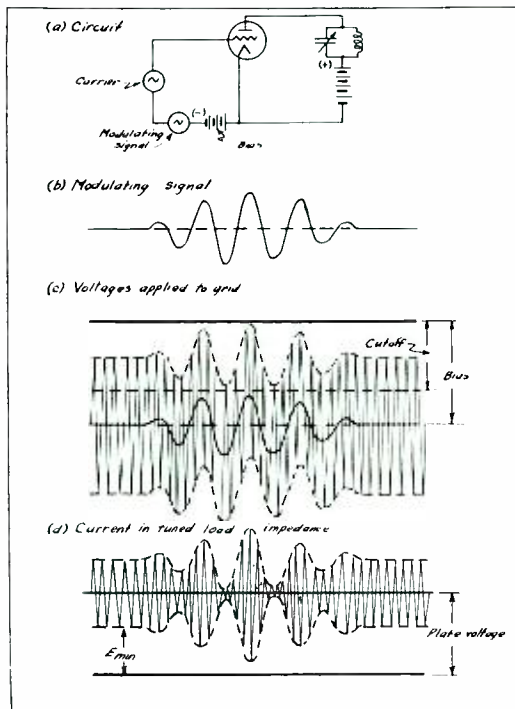 (a) Circuit
(+)
Carrier
(-)
Modulating
signal
Bias
(b) Modulating signal
(c) Voltages applied to grid
Cutoff
Bias
(d) Current in tuned load impedance
Emin
Plate voltage